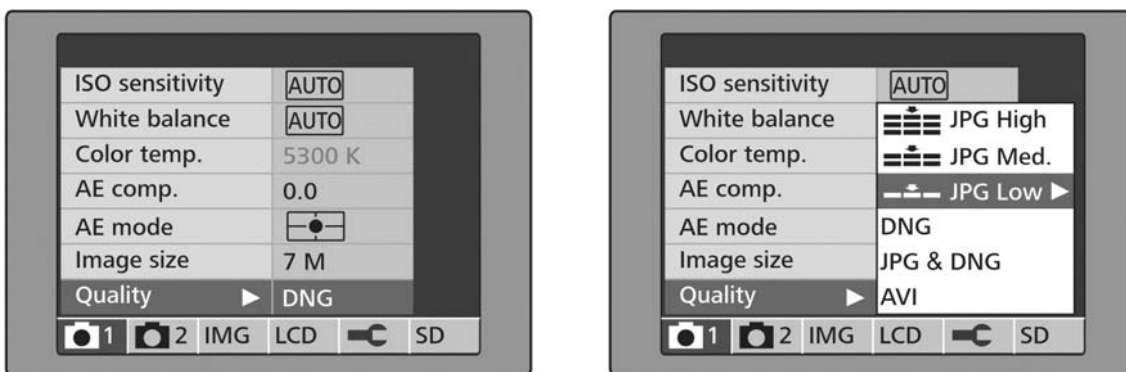 ISO sensitivity AUTO
White balance AUTO
Color temp. 5300 K
AE comp. 0.0
AE mode
Image size 7 M
Quality DNG
1 2 IMG LCD SD
ISO sensitivity AUTO
White balance JPG High
Color temp. JPG Med.
AE comp. JPG Low
AE mode DNG
Image size JPG & DNG
Quality AVI
1 2 IMG LCD SD